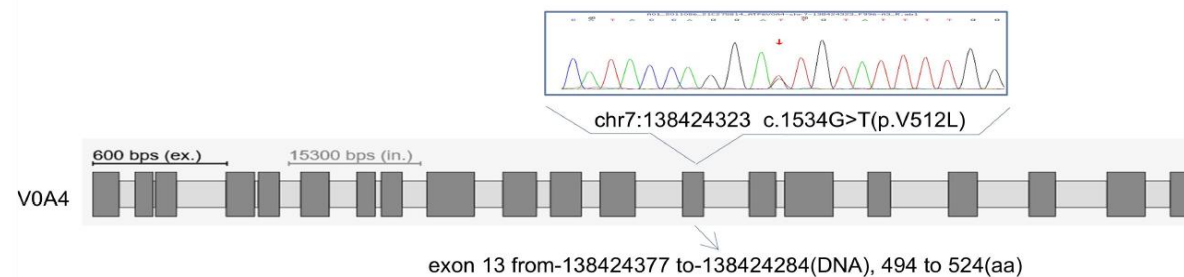 chr7:138424323 c.1534G>T(p.V512L)
600 bps (ex.)
15300 bps (in.)
V0A4
exon 13 from-138424377 to-138424284(DNA), 494 to 524(aa)